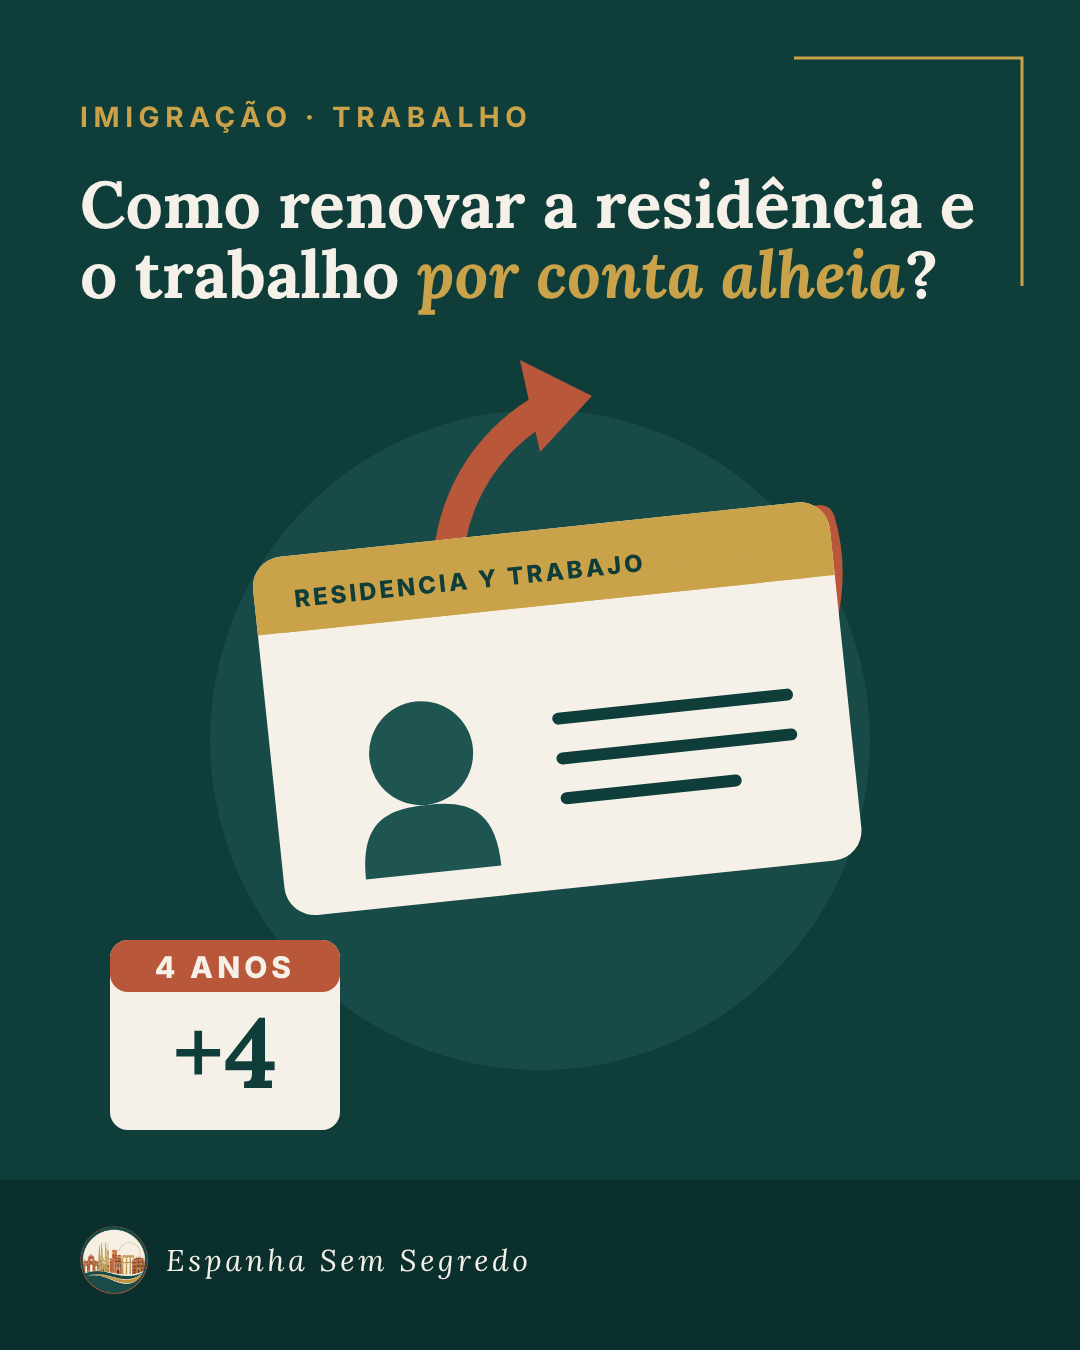 IMIGRAÇÃO · TRABALHO
Como renovar a residência e
o trabalho por conta alheia?
RESIDENCIA Y TRABAJO
4 ANOS
+4
Espanha Sem Segredo